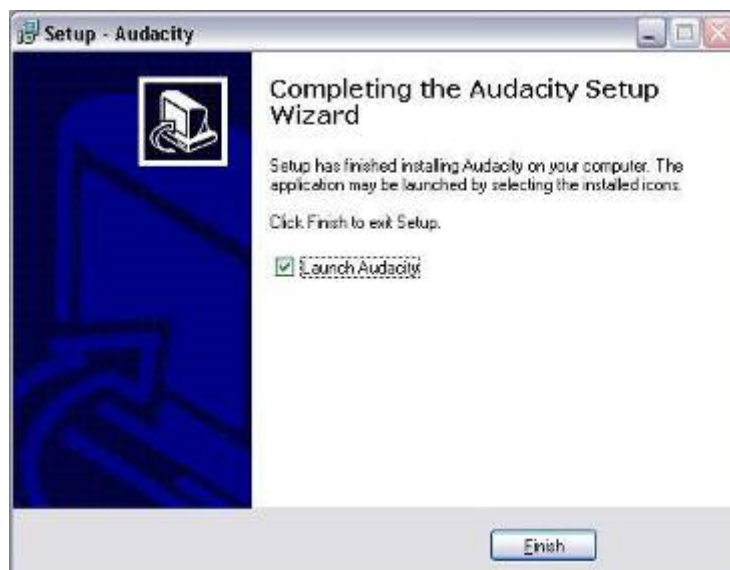 Setup - Audacity
Completing the Audacity Setup
Wizard
Setup has finished installing Audacity on your computer. The
application may be launched by selecting the installed icons.
Click Finish to exit Setup.
Launch Audacity
Finish